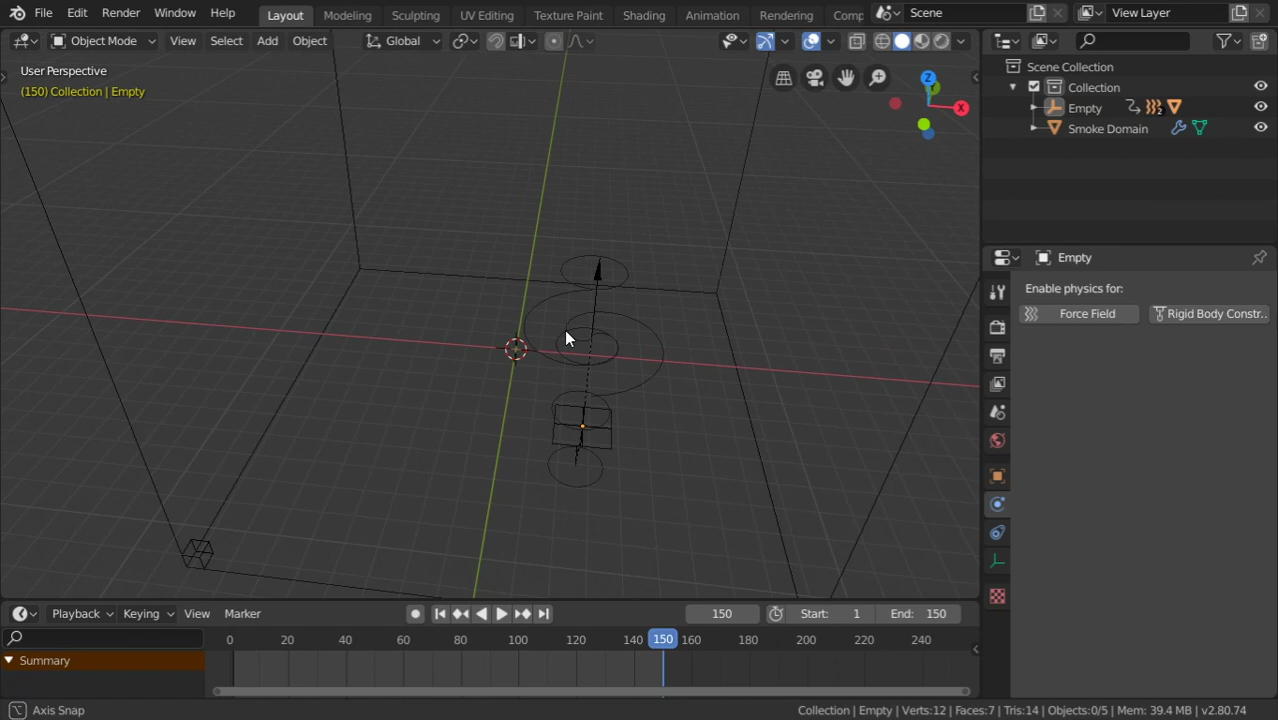 File Edit Render Window Help Layout Modeling Sculpting UV Editing Texture Paint Shading Animation Rendering Comp Scene View Layer
Object Mode View Select Add Object Global
User Perspective
(150) Collection | Empty
X
Z
Y
Scene Collection
Collection
Empty 2
Smoke Domain
Empty
Enable physics for:
Force Field Rigid Body Constr..
Playback Keying View Marker 150 Start: 1 End: 150
0 20 40 60 80 100 120 140 150 160 180 200 220 240
Summary
Axis Snap Collection | Empty | Verts:12 | Faces:7 | Tris:14 | Objects:0/5 | Mem: 39.4 MB | v2.80.74